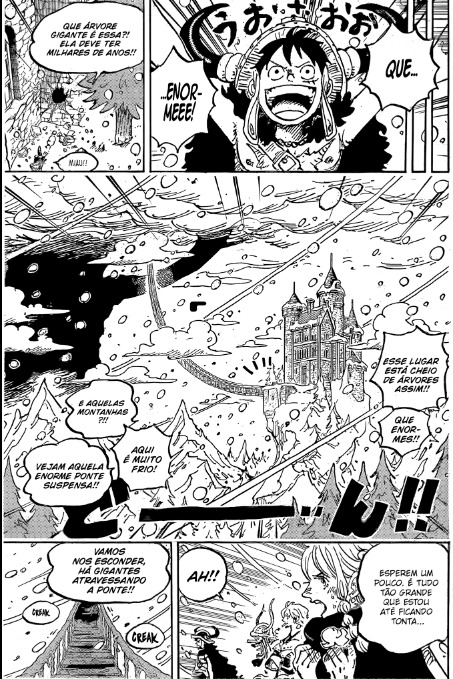 うおっおお
QUE...
...ENOR-
MEEE!
QUE ÁRVORE
GIGANTE É ESSA?!
ELA DEVE TER
MILHARES DE ANOS!!
ESSE LUGAR
ESTÁ CHEIO
DE ÁRVORES
ASSIM!!
QUE
ENOR-
MES!!
E AQUELAS
MONTANHAS
?!!
AQUI
É MUITO
FRIO!
VEJAM AQUELA
ENORME PONTE
SUSPENSA!!
!!
ESPEREM UM
POUCO. É TUDO
TÃO GRANDE
QUE ESTOU
ATÉ FICANDO
TONTA...
AH!!
VAMOS
NOS ESCONDER,
HÁ GIGANTES
ATRAVESSANDO
A PONTE!!
CREAK
CREAK